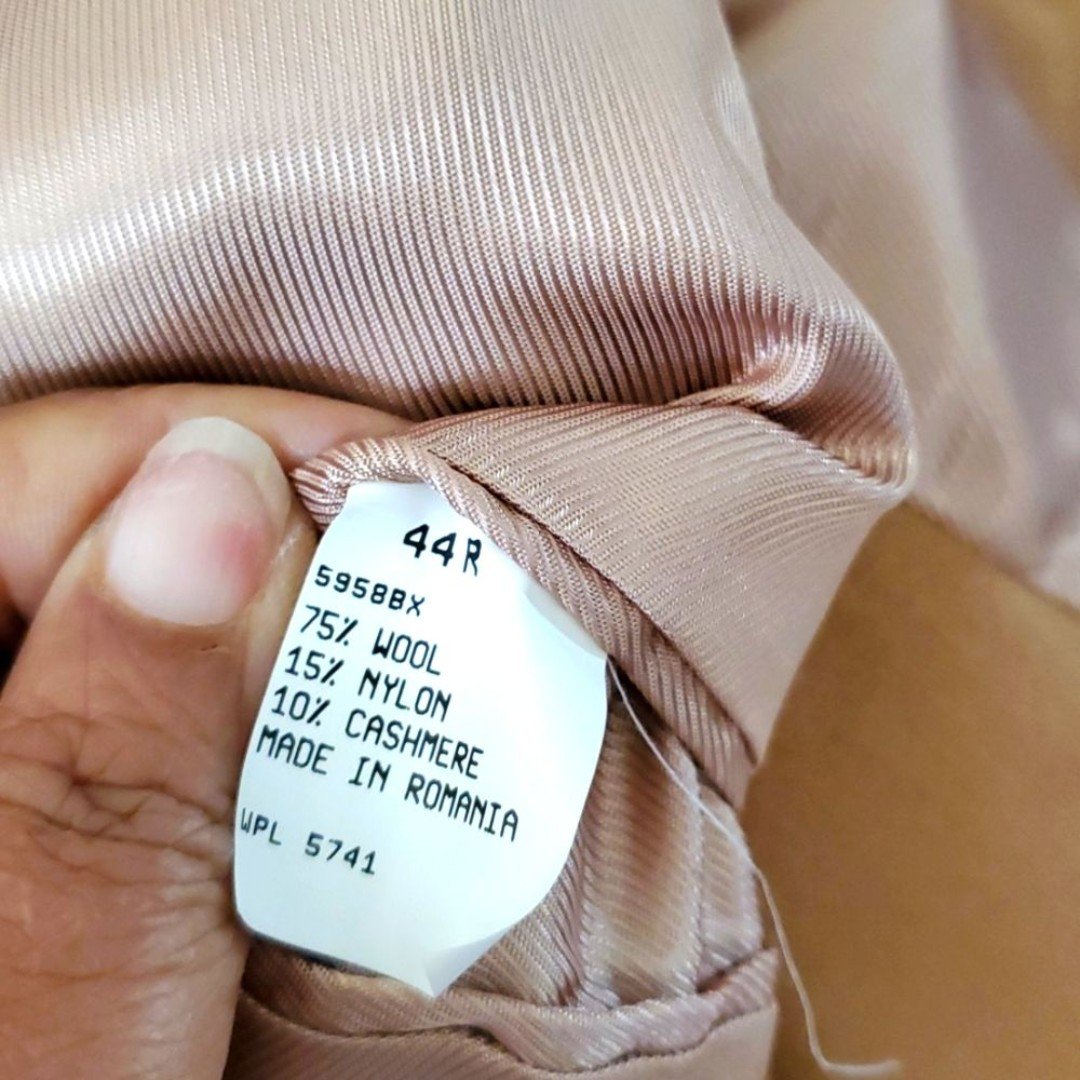 44R
5958BX
75% WOOL
15% NYLON
10% CASHMERE
MADE IN ROMANIA
WPL 5741